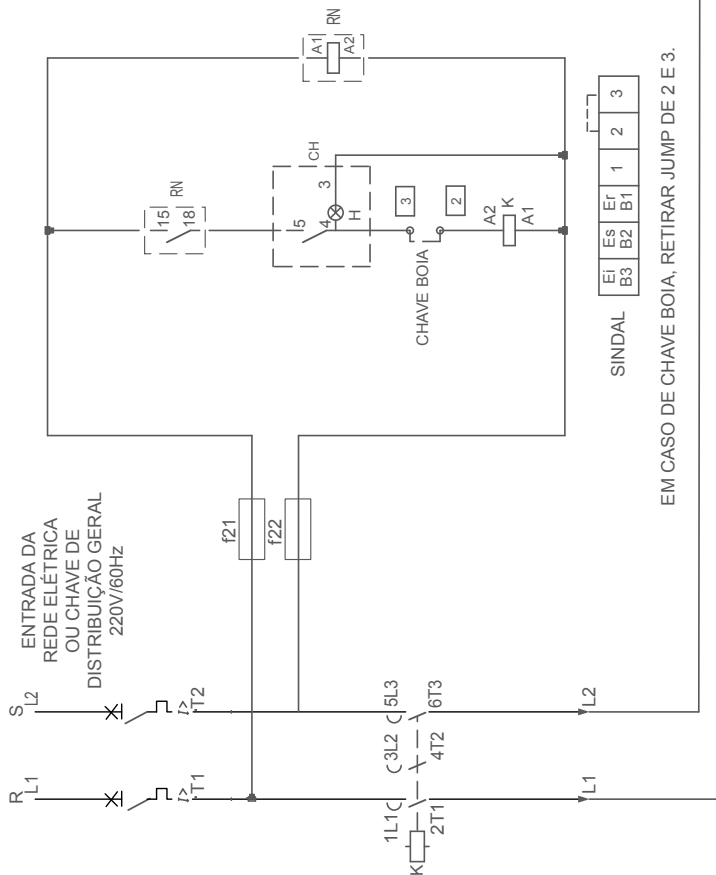 ENTRADA DA
REDE ELÉTRICA
OU CHAVE DE
DISTRIBUIÇÃO GERAL
220V/60Hz
R
L1
S
L2
I>
T1
I>
T2
f21
f22
K
1L1
3L2
5L3
2T1
4T2
6T3
L1
L2
RN
15
18
CH
5
4
3
H
3
2
CHAVE BOIA
A2
K
A1
RN
A1
A2
SINDAL
Ei
B3
Es
B2
Er
B1
1
2
3
EM CASO DE CHAVE BOIA, RETIRAR JUMP DE 2 E 3.